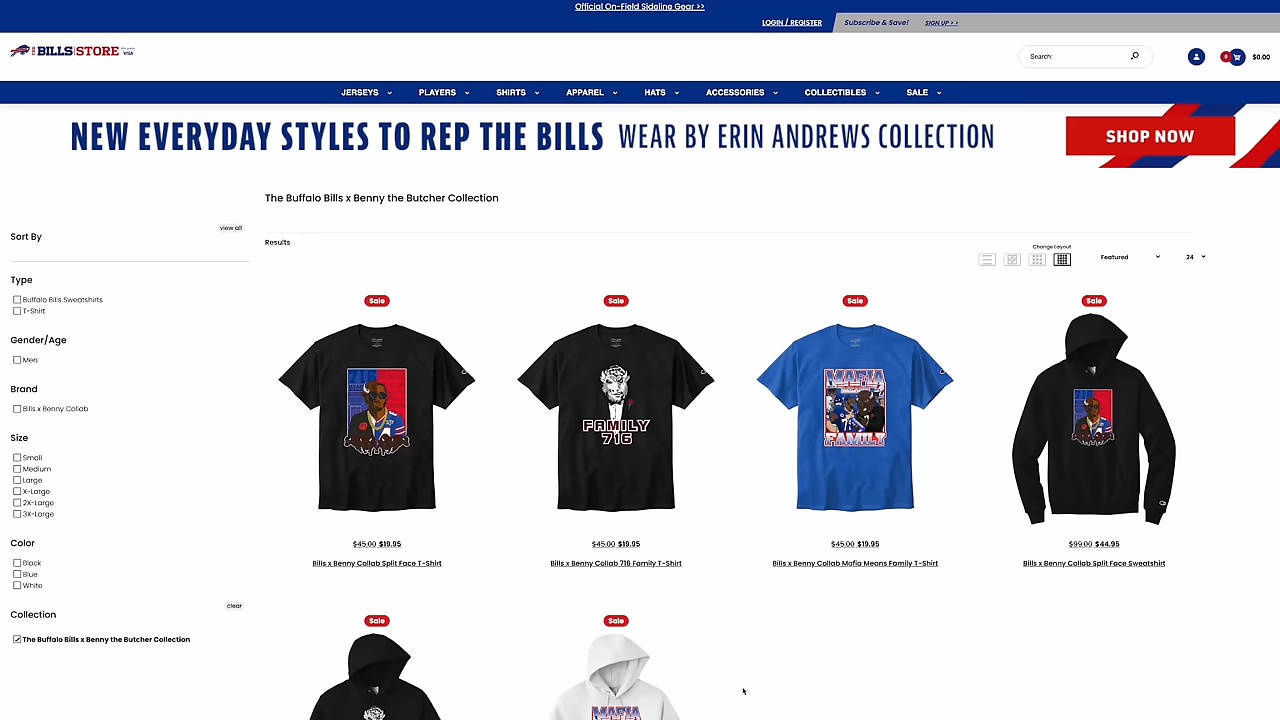 Official On-Field Sideline Gear >>
LOGIN / REGISTER
Subscribe & Save!
SIGN UP > >
THE BILLS STORE
VISA
Search:
0
$0.00
JERSEYS
PLAYERS
SHIRTS
APPAREL
HATS
ACCESSORIES
COLLECTIBLES
SALE
NEW EVERYDAY STYLES TO REP THE BILLS WEAR BY ERIN ANDREWS COLLECTION
SHOP NOW
The Buffalo Bills x Benny the Butcher Collection
view all
Sort By
Results
Change Layout
Featured
24
Type
Buffalo Bills Sweatshirts
T-Shirt
Gender/Age
Men
Brand
Bills x Benny Collab
Size
Small
Medium
Large
X-Large
2X-Large
3X-Large
Color
Black
Blue
White
Collection
clear
The Buffalo Bills x Benny the Butcher Collection
Sale
Sale
Sale
Sale
FAMILY
716
MAFIA
FAMILY
$45.00 $19.95
$45.00 $19.95
$45.00 $19.95
$99.00 $44.95
Bills x Benny Collab Split Face T-Shirt
Bills x Benny Collab 716 Family T-Shirt
Bills x Benny Collab Mafia Means Family T-Shirt
Bills x Benny Collab Split Face Sweatshirt
Sale
Sale
MAFIA